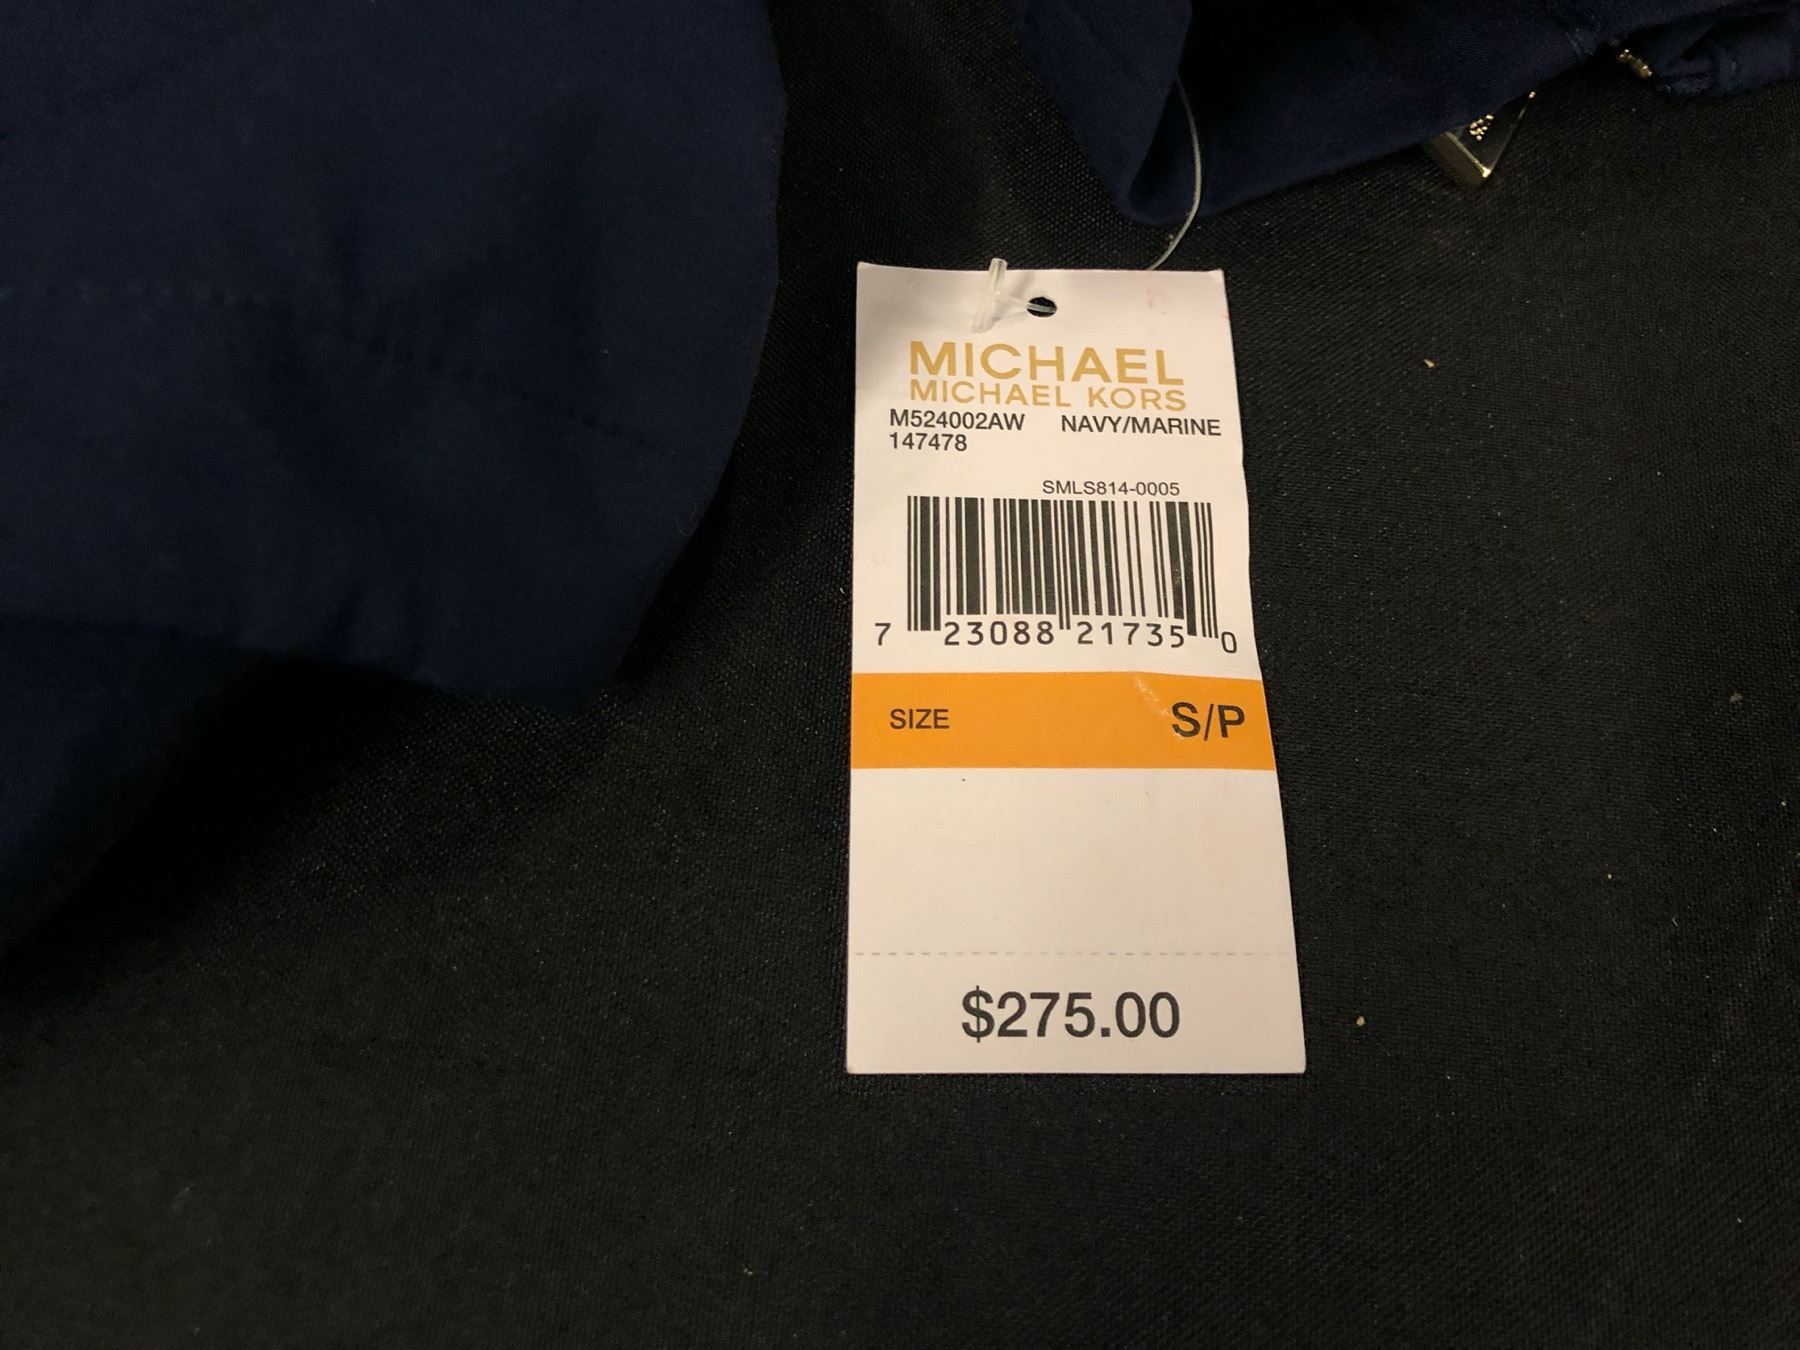 MICHAEL
MICHAEL KORS
M524002AW NAVY/MARINE
147478
SMLS814-0005
7 23088 21735 0
SIZE S/P
$275.00